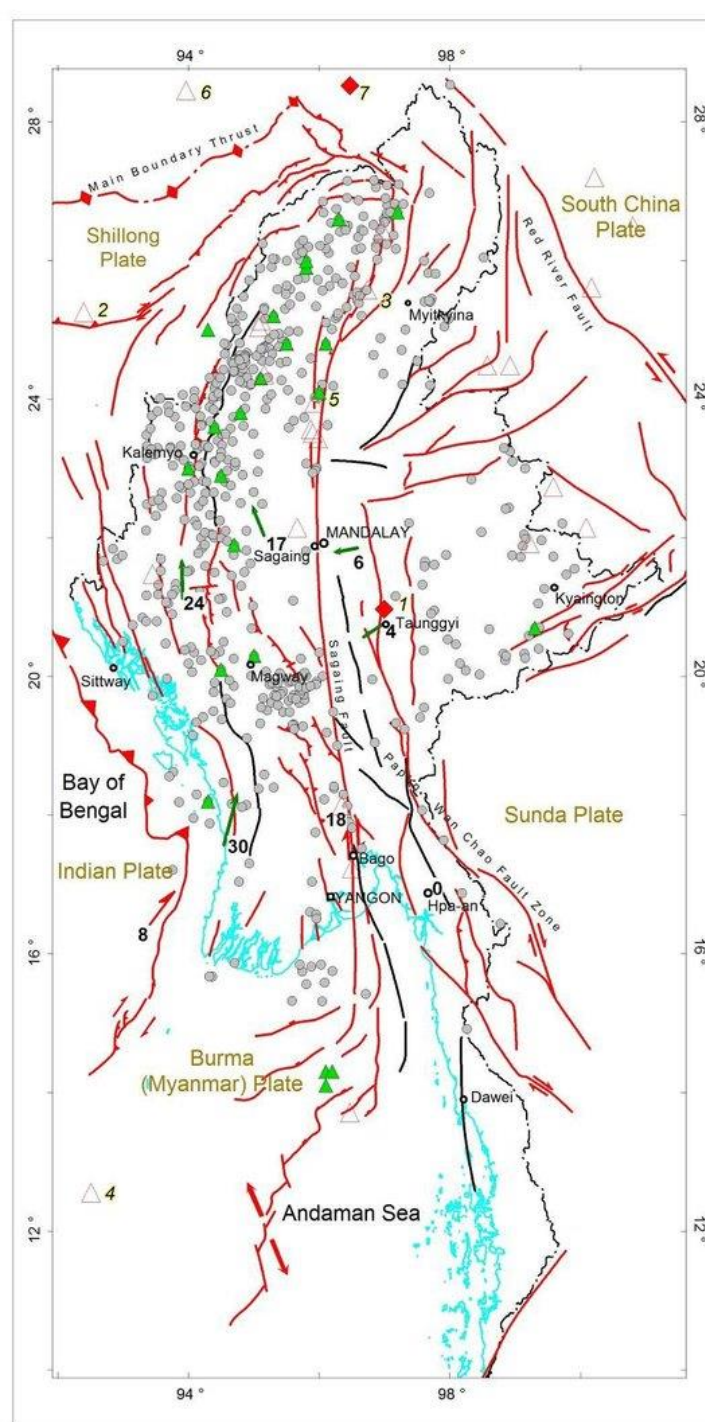 94 °
98 °
28 °
6
7
Main Boundary Thrust
South China
Plate
Shillong
Plate
Red River Fault
2
3
Myithyina
24 °
24 °
5
Kalemyo
17
MANDALAY
Sagaing
6
24
1
Kyaington
4
Taunggyi
20 °
20 °
Sittway
Magway
Sagaing Fault
Bay of
Bengal
Papun - Wan Chao Fault Zone
Sunda Plate
18
30
Bago
Indian Plate
0
Hpa-an
YANGON
8
16 °
16 °
Burma
(Myanmar) Plate
Dawei
4
Andaman Sea
12 °
12 °
94 °
98 °
28 °